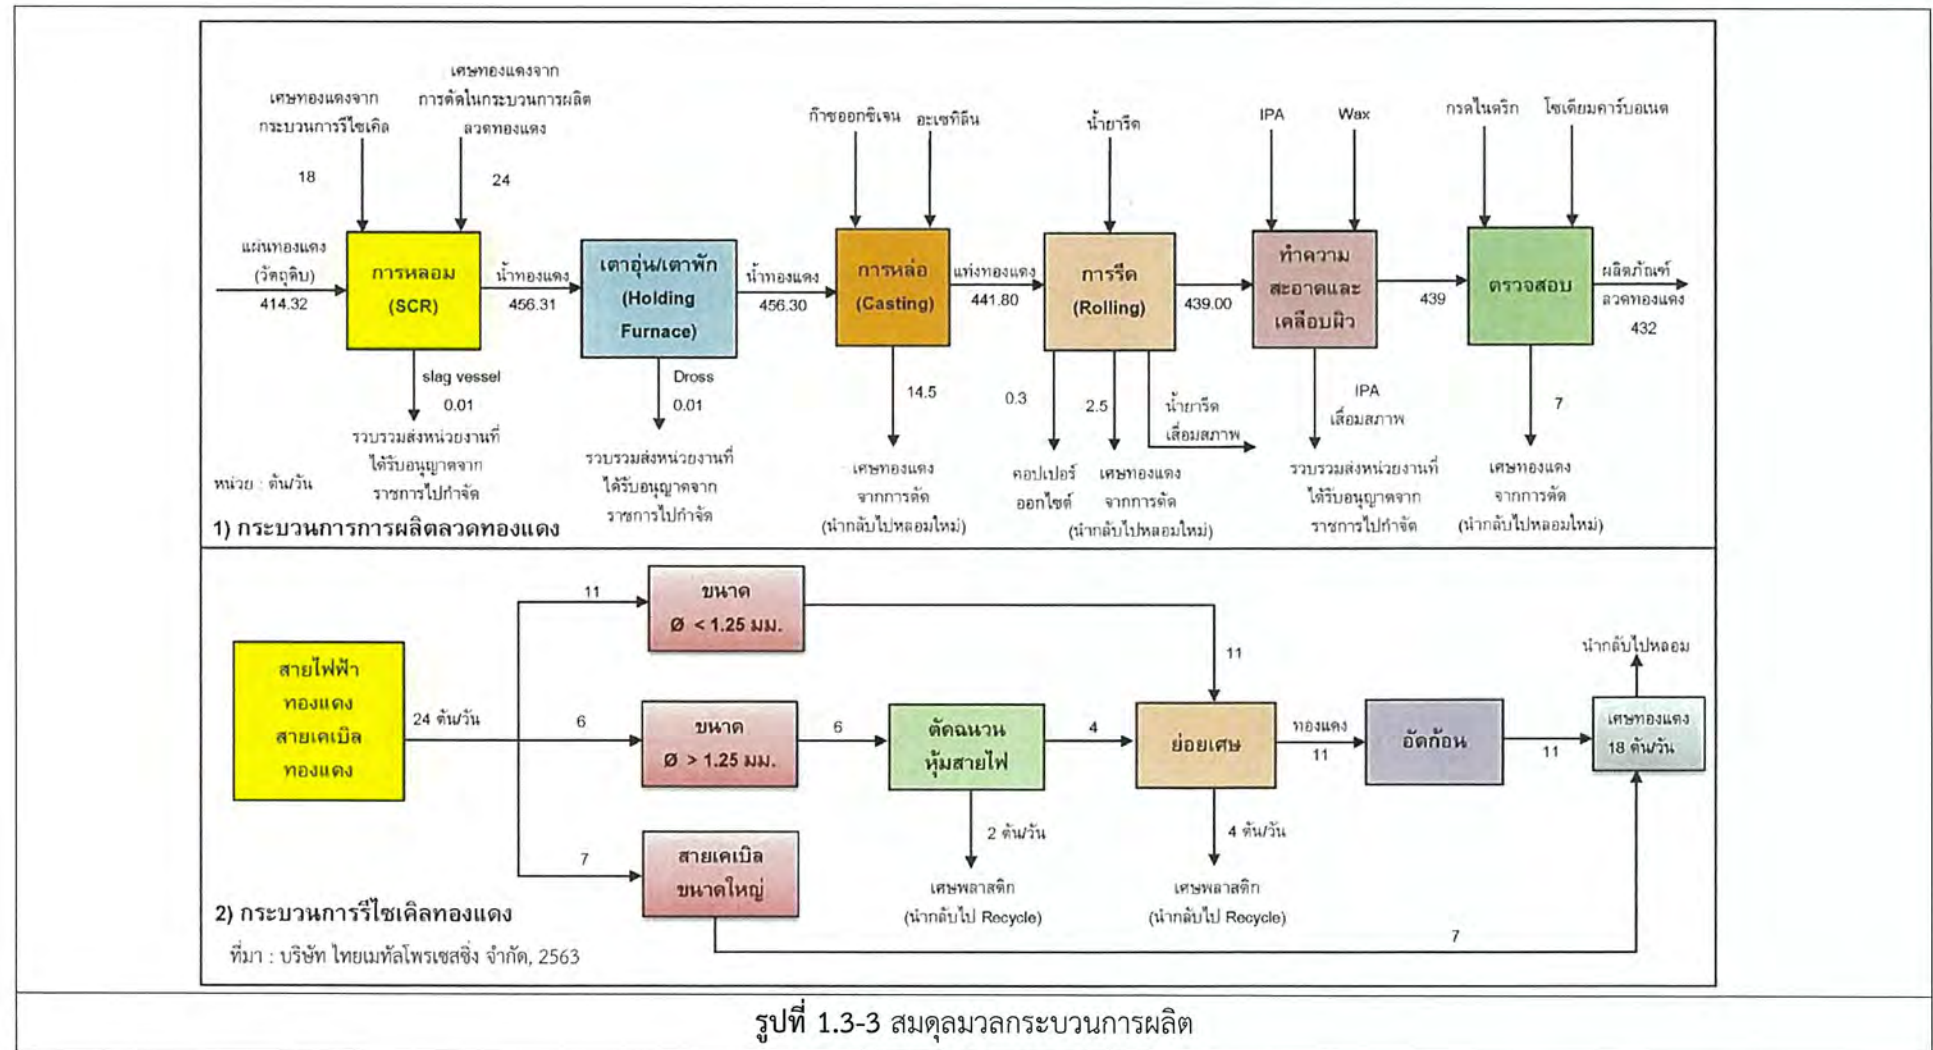 เศษทองแดงจาก
กระบวนการรีไซเคิล
18
เศษทองแดงจาก
การตัดในกระบวนการผลิต
ลวดทองแดง
24
ก๊าซออกซิเจน
อะเซทิลีน
น้ำยารีด
IPA
Wax
กรดไนตริก
โซเดียมคาร์บอเนต
แผ่นทองแดง
(วัตถุดิบ)
414.32
การหลอม
(SCR)
น้ำทองแดง
456.31
เตาอุ่น/เตาพัก
(Holding
Furnace)
น้ำทองแดง
456.30
การหล่อ
(Casting)
แท่งทองแดง
441.80
การรีด
(Rolling)
439.00
ทำความ
สะอาดและ
เคลือบผิว
439
ตรวจสอบ
ผลิตภัณฑ์
ลวดทองแดง
432
slag vessel
0.01
รวบรวมส่งหน่วยงานที่
ได้รับอนุญาตจาก
ราชการไปกำจัด
Dross
0.01
รวบรวมส่งหน่วยงานที่
ได้รับอนุญาตจาก
ราชการไปกำจัด
14.5
เศษทองแดง
จากการตัด
(นำกลับไปหลอมใหม่)
0.3
คอปเปอร์
ออกไซด์
2.5
เศษทองแดง
จากการตัด
(นำกลับไปหลอมใหม่)
น้ำยารีด
เสื่อมสภาพ
IPA
เสื่อมสภาพ
รวบรวมส่งหน่วยงานที่
ได้รับอนุญาตจาก
ราชการไปกำจัด
7
เศษทองแดง
จากการตัด
(นำกลับไปหลอมใหม่)
หน่วย : ตัน/วัน
1) กระบวนการการผลิตลวดทองแดง
สายไฟฟ้า
ทองแดง
สายเคเบิล
ทองแดง
24 ตัน/วัน
11
ขนาด
Ø < 1.25 มม.
11
6
ขนาด
Ø > 1.25 มม.
6
ตัดฉนวน
หุ้มสายไฟ
4
ย่อยเศษ
ทองแดง
11
อัดก้อน
11
เศษทองแดง
18 ตัน/วัน
นำกลับไปหลอม
7
สายเคเบิล
ขนาดใหญ่
2 ตัน/วัน
เศษพลาสติก
(นำกลับไป Recycle)
4 ตัน/วัน
เศษพลาสติก
(นำกลับไป Recycle)
7
2) กระบวนการรีไซเคิลทองแดง
ที่มา : บริษัท ไทยเมทัลโพรเซสซิ่ง จำกัด, 2563
รูปที่ 1.3-3 สมดุลมวลกระบวนการผลิต